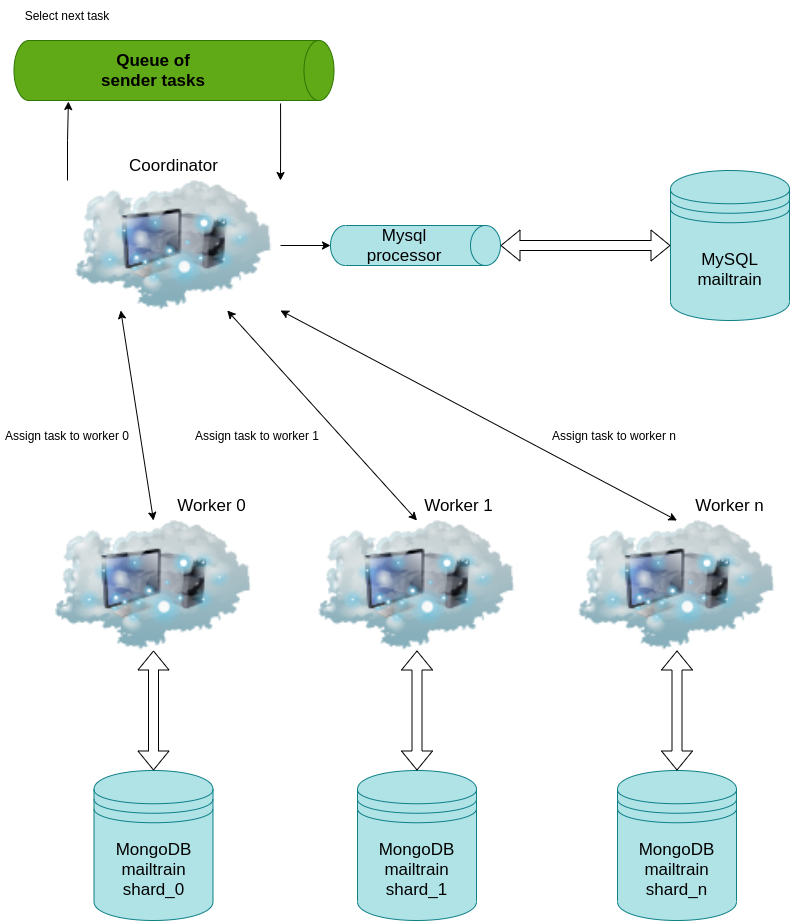 Select next task
Queue of
sender tasks
Coordinator
Mysql
processor
MySQL
mailtrain
Assign task to worker 0
Assign task to worker 1
Assign task to worker n
Worker 0
Worker 1
Worker n
MongoDB
mailtrain
shard_0
MongoDB
mailtrain
shard_1
MongoDB
mailtrain
shard_n